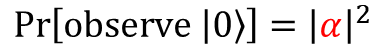 Pr[observe |0⟩] = |α|²